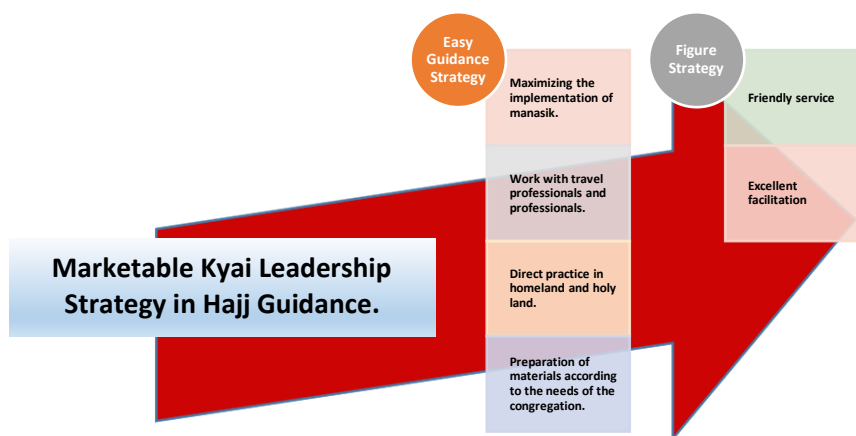 Easy
Guidance
Strategy
Maximizing the
implementation of
manasik.
Work with travel
professionals and
professionals.
Direct practice in
homeland and holy
land.
Preparation of
materials according
to the needs of the
congregation.
Figure
Strategy
Friendly service
Excellent
facilitation
Marketable Kyai Leadership
Strategy in Hajj Guidance.